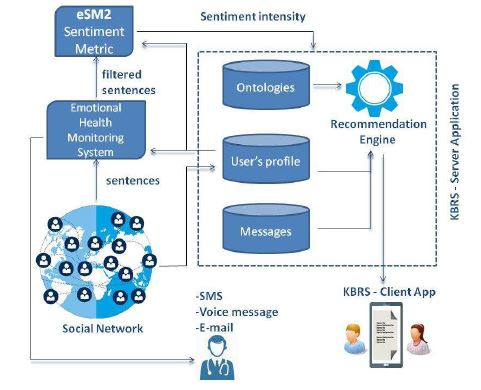 eSM2
Sentiment
Metric
Sentiment intensity
filtered
sentences
Emotional
Health
Monitoring
System
sentences
Ontologies
Recommendation
Engine
User's profile
Messages
KBRS - Server Application
Social Network
-SMS
-Voice message
-E-mail
KBRS - Client App